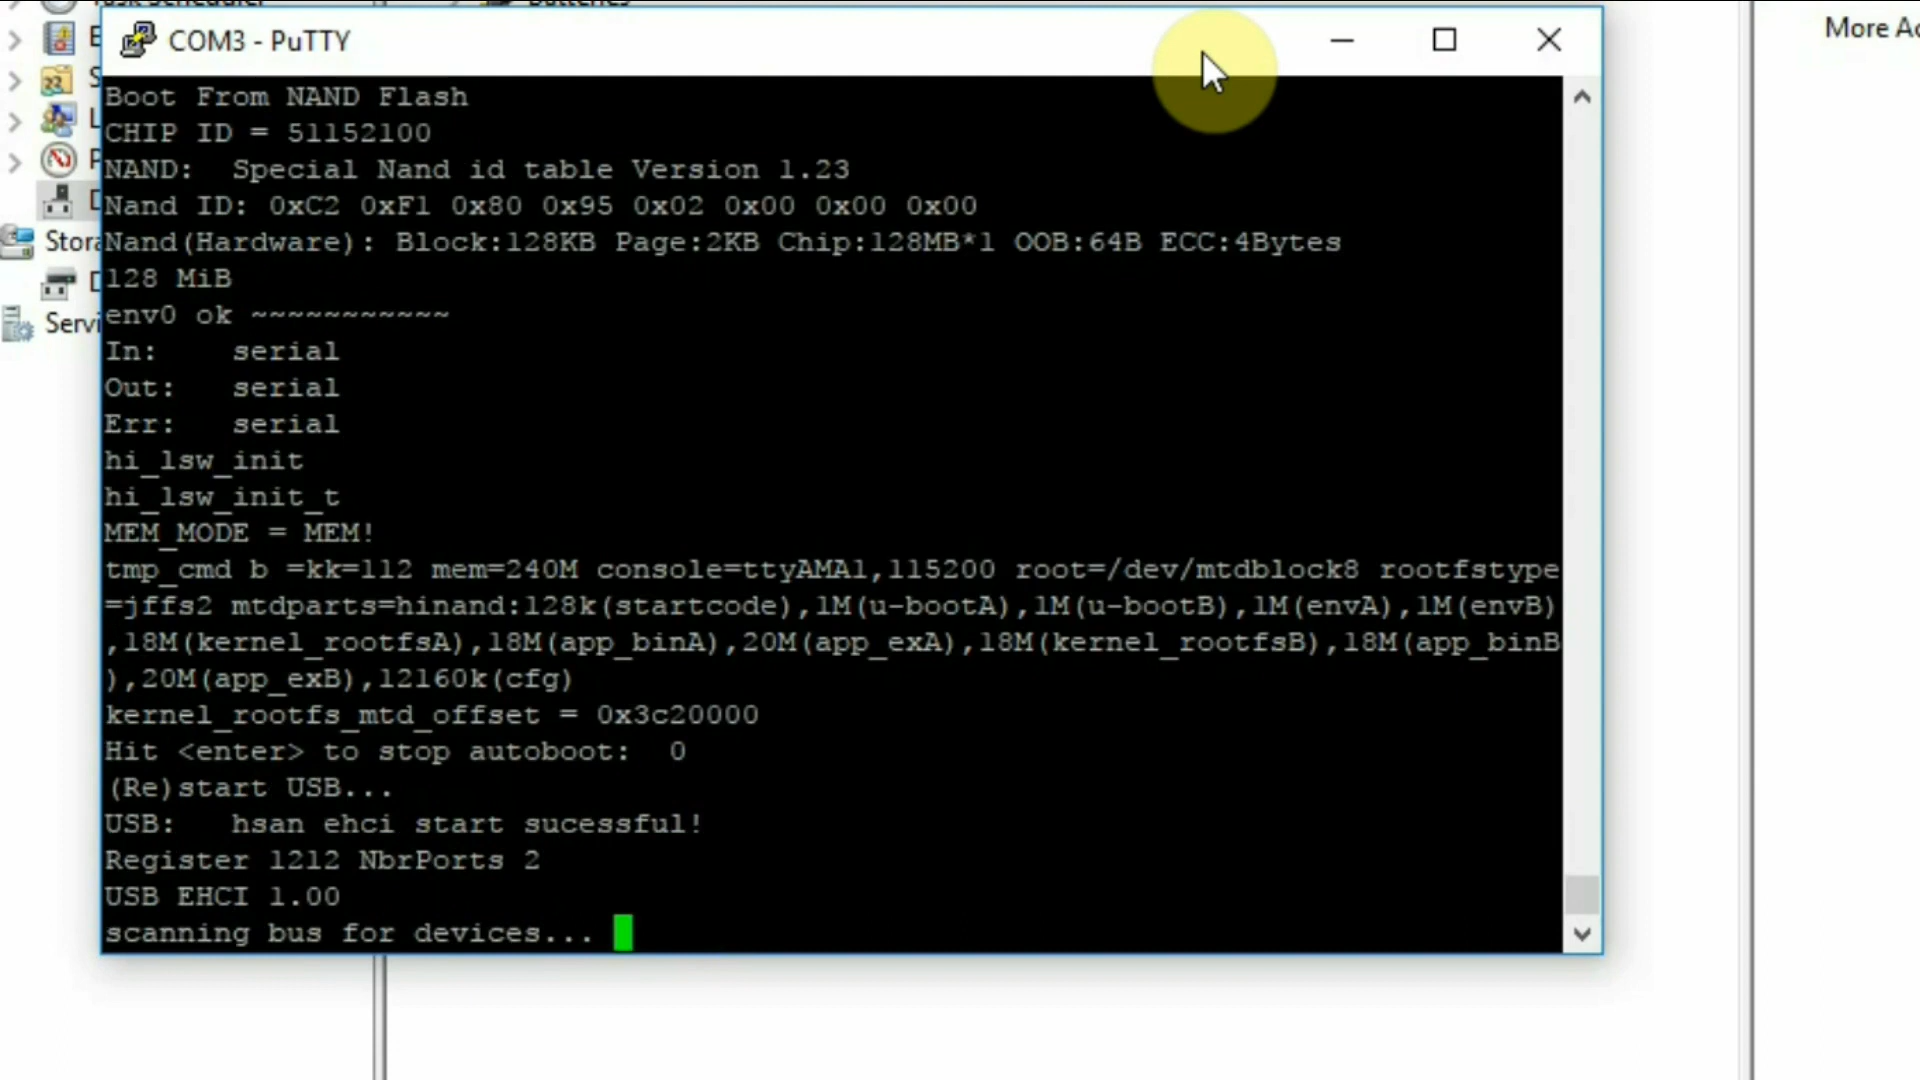 COM3 - PuTTY
Boot From NAND Flash
CHIP ID = 51152100
NAND:  Special Nand id table Version 1.23
Nand ID: 0xC2 0xF1 0x80 0x95 0x02 0x00 0x00 0x00
Nand(Hardware): Block:128KB Page:2KB Chip:128MB*1 OOB:64B ECC:4Bytes
128 MiB
env0 ok ~~~~~~~~~~~
In:    serial
Out:   serial
Err:   serial
hi_lsw_init
hi_lsw_init_t
MEM_MODE = MEM!
tmp_cmd b =kk=112 mem=240M console=ttyAMA1,115200 root=/dev/mtdblock8 rootfstype
=jffs2 mtdparts=hinand:128k(startcode),1M(u-bootA),1M(u-bootB),1M(envA),1M(envB)
,18M(kernel_rootfsA),18M(app_binA),20M(app_exA),18M(kernel_rootfsB),18M(app_binB
),20M(app_exB),12160k(cfg)
kernel_rootfs_mtd_offset = 0x3c20000
Hit <enter> to stop autoboot:  0
(Re)start USB...
USB:   hsan ehci start sucessful!
Register 1212 NbrPorts 2
USB EHCI 1.00
scanning bus for devices...
Stora
Servi
More Ac